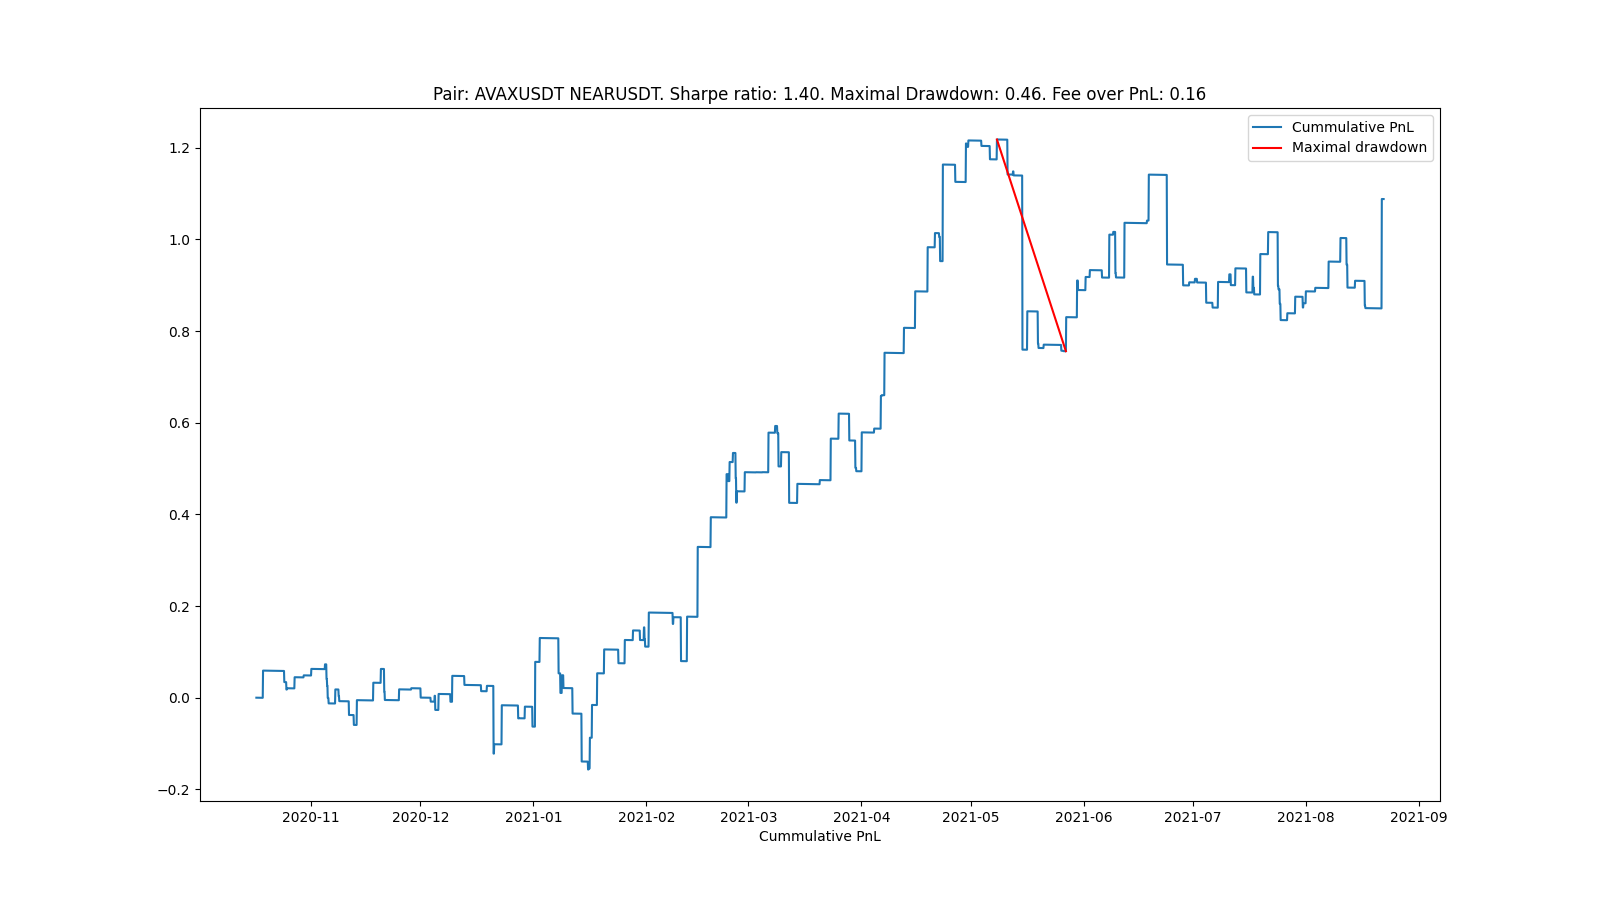 Pair: AVAXUSDT NEARUSDT. Sharpe ratio: 1.40. Maximal Drawdown: 0.46. Fee over PnL: 0.16
Cummulative PnL
Maximal drawdown
1.2
1.0
0.8
0.6
0.4
0.2
0.0
−0.2
2020-11 2020-12 2021-01 2021-02 2021-03 2021-04 2021-05 2021-06 2021-07 2021-08 2021-09
Cummulative PnL